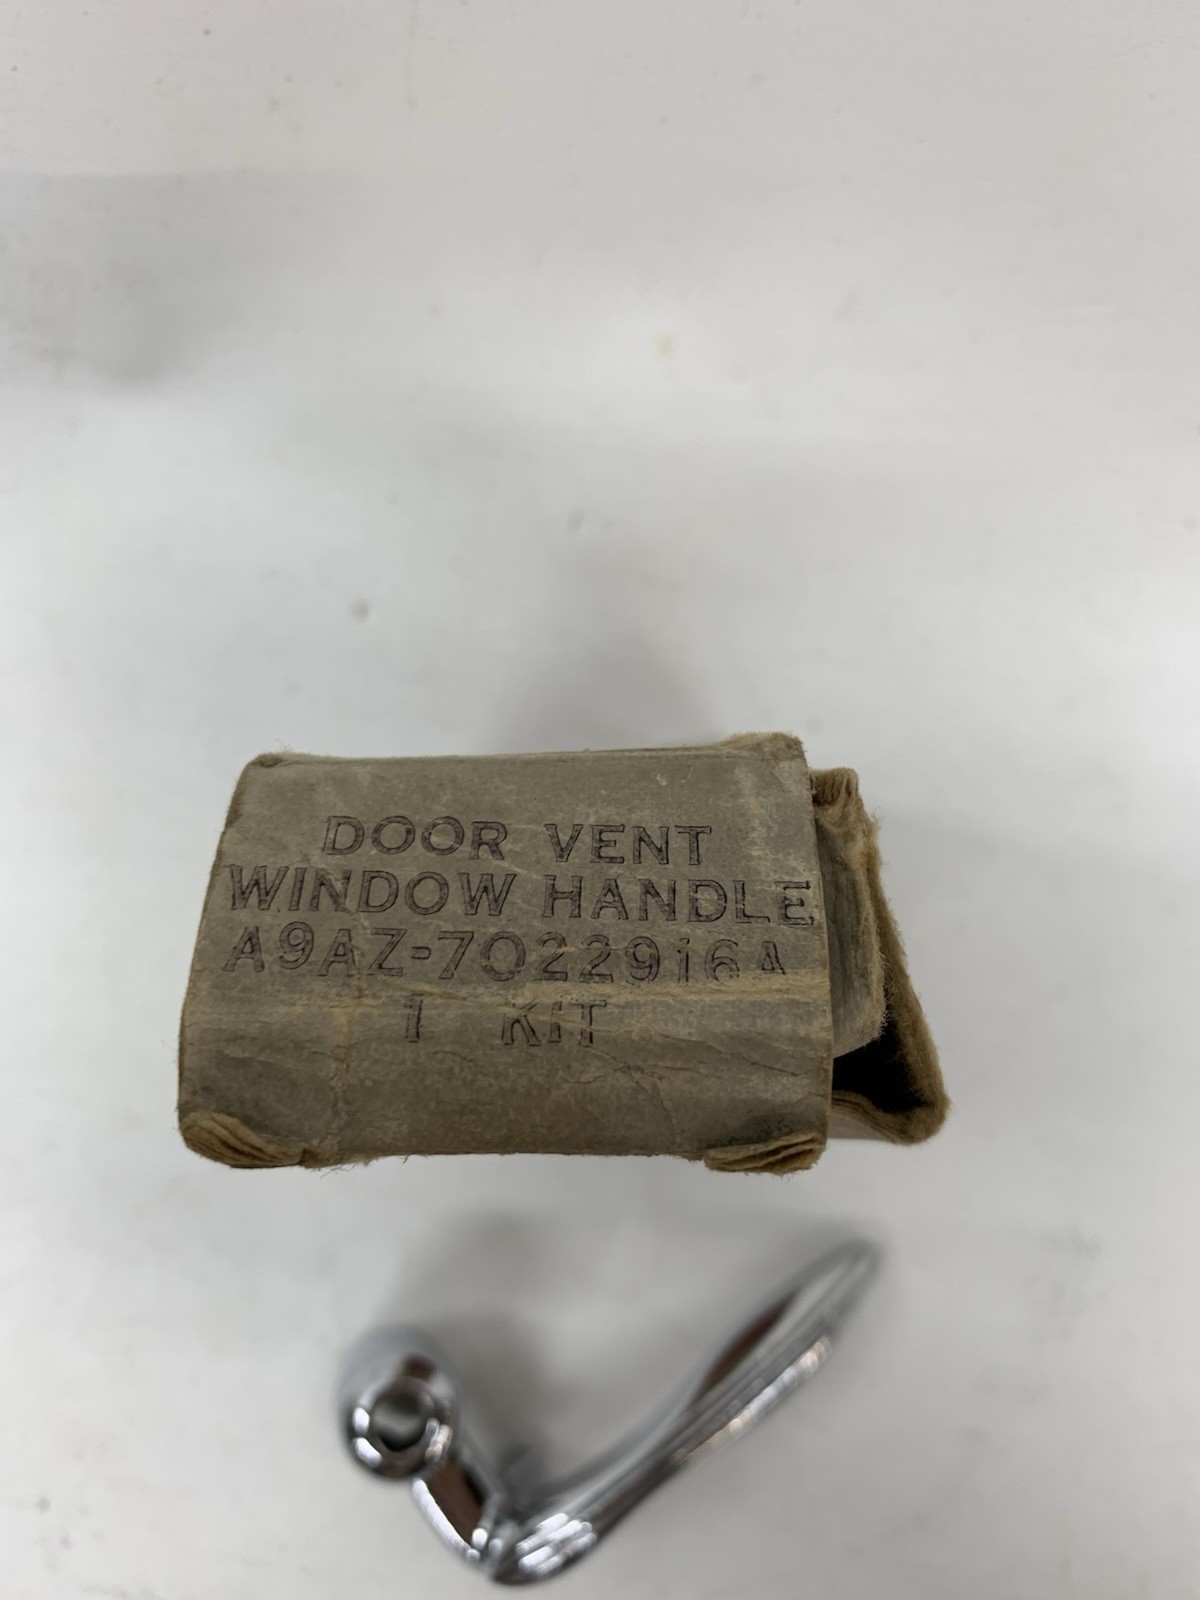 DOOR VENT
WINDOW HANDLE
A9AZ-7022916A
1 KIT